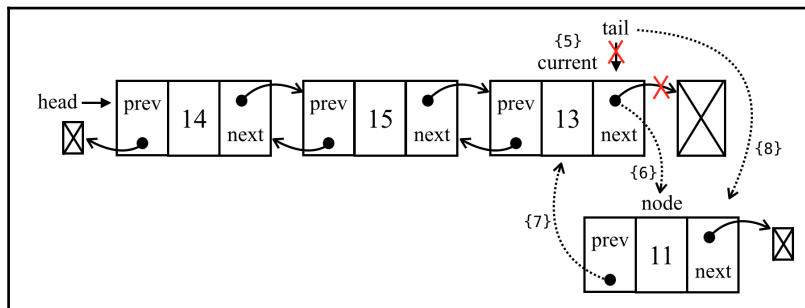 tail
{5}
current
head
prev 14 next
prev 15 next
prev 13 next
{6}
{8}
node
{7}
prev 11 next